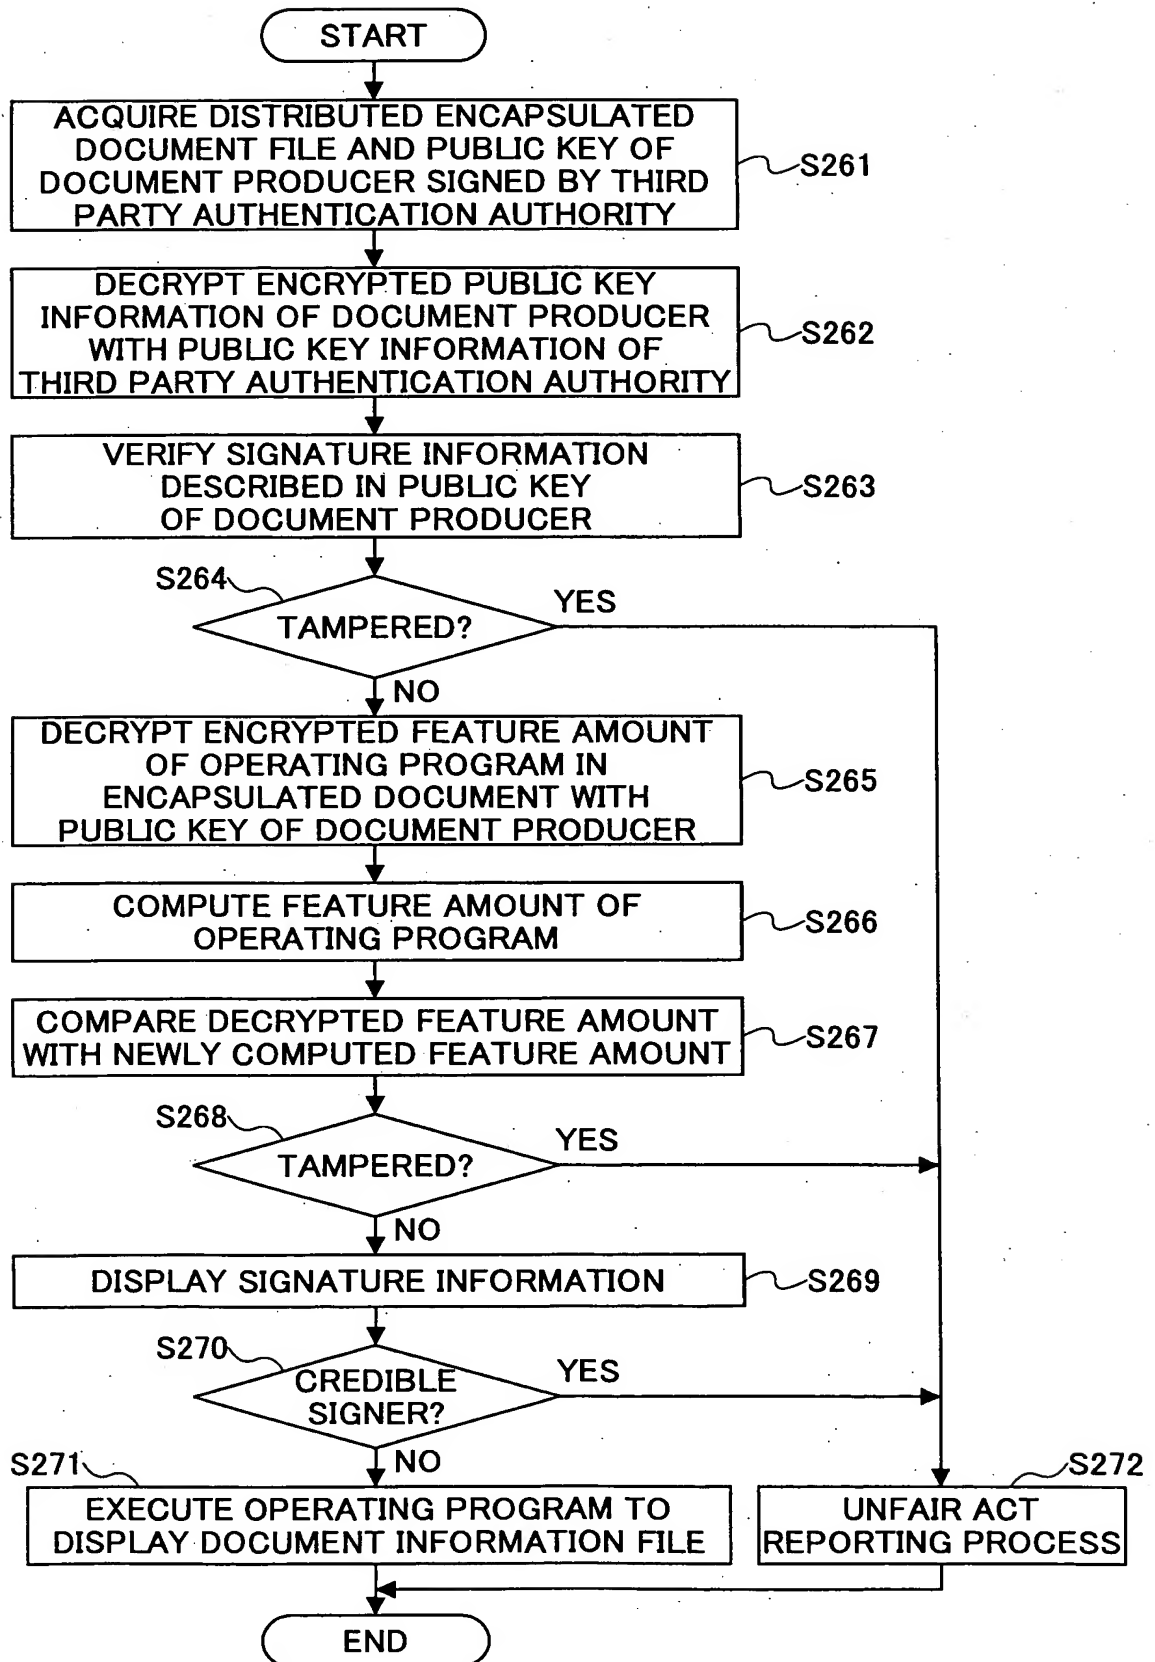 START
ACQUIRE DISTRIBUTED ENCAPSULATED
DOCUMENT FILE AND PUBLIC KEY OF
DOCUMENT PRODUCER SIGNED BY THIRD
PARTY AUTHENTICATION AUTHORITY
S261
DECRYPT ENCRYPTED PUBLIC KEY
INFORMATION OF DOCUMENT PRODUCER
WITH PUBLIC KEY INFORMATION OF
THIRD PARTY AUTHENTICATION AUTHORITY
S262
VERIFY SIGNATURE INFORMATION
DESCRIBED IN PUBLIC KEY
OF DOCUMENT PRODUCER
S263
S264
TAMPERED?
YES
NO
DECRYPT ENCRYPTED FEATURE AMOUNT
OF OPERATING PROGRAM IN
ENCAPSULATED DOCUMENT WITH
PUBLIC KEY OF DOCUMENT PRODUCER
S265
COMPUTE FEATURE AMOUNT OF
OPERATING PROGRAM
S266
COMPARE DECRYPTED FEATURE AMOUNT
WITH NEWLY COMPUTED FEATURE AMOUNT
S267
S268
TAMPERED?
YES
NO
DISPLAY SIGNATURE INFORMATION
S269
S270
CREDIBLE
SIGNER?
YES
NO
S271
EXECUTE OPERATING PROGRAM TO
DISPLAY DOCUMENT INFORMATION FILE
S272
UNFAIR ACT
REPORTING PROCESS
END